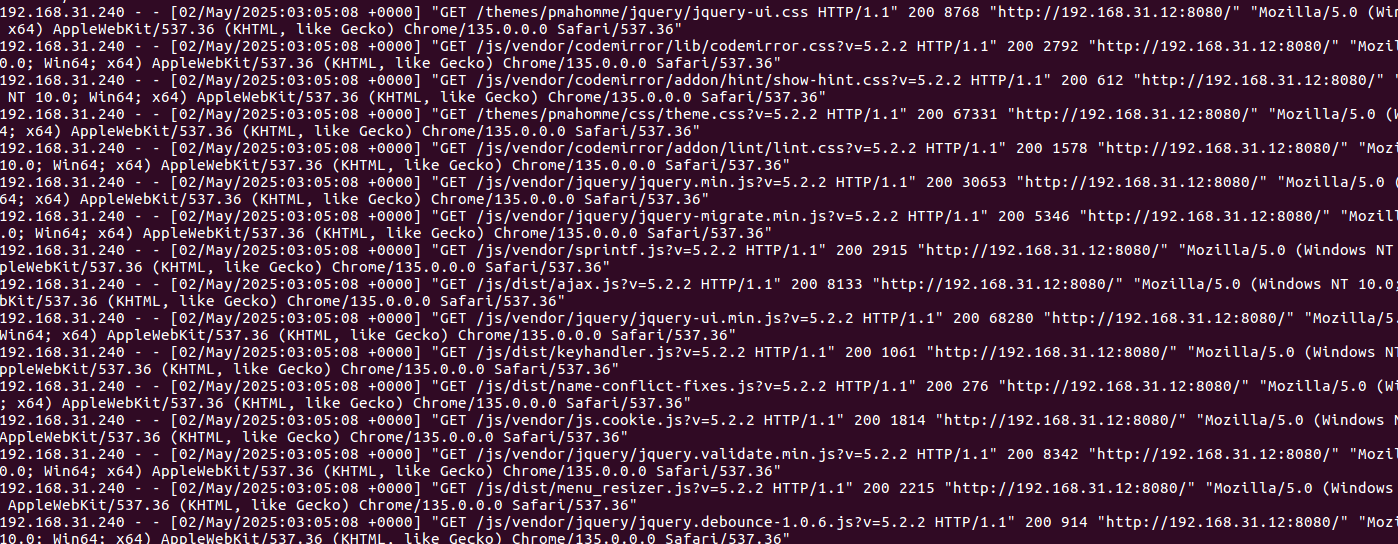 192.168.31.240 - - [02/May/2025:03:05:08 +0000] "GET /themes/pmahomme/jquery/jquery-ui.css HTTP/1.1" 200 8768 "http://192.168.31.12:8080/" "Mozilla/5.0 (Win
x64) AppleWebKit/537.36 (KHTML, like Gecko) Chrome/135.0.0.0 Safari/537.36"
192.168.31.240 - - [02/May/2025:03:05:08 +0000] "GET /js/vendor/codemirror/lib/codemirror.css?v=5.2.2 HTTP/1.1" 200 2792 "http://192.168.31.12:8080/" "Mozil
0.0; Win64; x64) AppleWebKit/537.36 (KHTML, like Gecko) Chrome/135.0.0.0 Safari/537.36"
192.168.31.240 - - [02/May/2025:03:05:08 +0000] "GET /js/vendor/codemirror/addon/hint/show-hint.css?v=5.2.2 HTTP/1.1" 200 612 "http://192.168.31.12:8080/" "
NT 10.0; Win64; x64) AppleWebKit/537.36 (KHTML, like Gecko) Chrome/135.0.0.0 Safari/537.36"
192.168.31.240 - - [02/May/2025:03:05:08 +0000] "GET /themes/pmahomme/css/theme.css?v=5.2.2 HTTP/1.1" 200 67331 "http://192.168.31.12:8080/" "Mozilla/5.0 (W
4; x64) AppleWebKit/537.36 (KHTML, like Gecko) Chrome/135.0.0.0 Safari/537.36"
192.168.31.240 - - [02/May/2025:03:05:08 +0000] "GET /js/vendor/codemirror/addon/lint/lint.css?v=5.2.2 HTTP/1.1" 200 1578 "http://192.168.31.12:8080/" "Mozi
10.0; Win64; x64) AppleWebKit/537.36 (KHTML, like Gecko) Chrome/135.0.0.0 Safari/537.36"
192.168.31.240 - - [02/May/2025:03:05:08 +0000] "GET /js/vendor/jquery/jquery.min.js?v=5.2.2 HTTP/1.1" 200 30653 "http://192.168.31.12:8080/" "Mozilla/5.0 (
64; x64) AppleWebKit/537.36 (KHTML, like Gecko) Chrome/135.0.0.0 Safari/537.36"
192.168.31.240 - - [02/May/2025:03:05:08 +0000] "GET /js/vendor/jquery/jquery-migrate.min.js?v=5.2.2 HTTP/1.1" 200 5346 "http://192.168.31.12:8080/" "Mozill
.0; Win64; x64) AppleWebKit/537.36 (KHTML, like Gecko) Chrome/135.0.0.0 Safari/537.36"
192.168.31.240 - - [02/May/2025:03:05:08 +0000] "GET /js/vendor/sprintf.js?v=5.2.2 HTTP/1.1" 200 2915 "http://192.168.31.12:8080/" "Mozilla/5.0 (Windows NT
pleWebKit/537.36 (KHTML, like Gecko) Chrome/135.0.0.0 Safari/537.36"
192.168.31.240 - - [02/May/2025:03:05:08 +0000] "GET /js/dist/ajax.js?v=5.2.2 HTTP/1.1" 200 8133 "http://192.168.31.12:8080/" "Mozilla/5.0 (Windows NT 10.0;
bKit/537.36 (KHTML, like Gecko) Chrome/135.0.0.0 Safari/537.36"
192.168.31.240 - - [02/May/2025:03:05:08 +0000] "GET /js/vendor/jquery/jquery-ui.min.js?v=5.2.2 HTTP/1.1" 200 68280 "http://192.168.31.12:8080/" "Mozilla/5.
Win64; x64) AppleWebKit/537.36 (KHTML, like Gecko) Chrome/135.0.0.0 Safari/537.36"
192.168.31.240 - - [02/May/2025:03:05:08 +0000] "GET /js/dist/keyhandler.js?v=5.2.2 HTTP/1.1" 200 1061 "http://192.168.31.12:8080/" "Mozilla/5.0 (Windows NT
ppleWebKit/537.36 (KHTML, like Gecko) Chrome/135.0.0.0 Safari/537.36"
192.168.31.240 - - [02/May/2025:03:05:08 +0000] "GET /js/dist/name-conflict-fixes.js?v=5.2.2 HTTP/1.1" 200 276 "http://192.168.31.12:8080/" "Mozilla/5.0 (Wi
; x64) AppleWebKit/537.36 (KHTML, like Gecko) Chrome/135.0.0.0 Safari/537.36"
192.168.31.240 - - [02/May/2025:03:05:08 +0000] "GET /js/vendor/js.cookie.js?v=5.2.2 HTTP/1.1" 200 1814 "http://192.168.31.12:8080/" "Mozilla/5.0 (Windows N
AppleWebKit/537.36 (KHTML, like Gecko) Chrome/135.0.0.0 Safari/537.36"
192.168.31.240 - - [02/May/2025:03:05:08 +0000] "GET /js/vendor/jquery/jquery.validate.min.js?v=5.2.2 HTTP/1.1" 200 8342 "http://192.168.31.12:8080/" "Mozil
0.0; Win64; x64) AppleWebKit/537.36 (KHTML, like Gecko) Chrome/135.0.0.0 Safari/537.36"
192.168.31.240 - - [02/May/2025:03:05:08 +0000] "GET /js/dist/menu_resizer.js?v=5.2.2 HTTP/1.1" 200 2215 "http://192.168.31.12:8080/" "Mozilla/5.0 (Windows
AppleWebKit/537.36 (KHTML, like Gecko) Chrome/135.0.0.0 Safari/537.36"
192.168.31.240 - - [02/May/2025:03:05:08 +0000] "GET /js/vendor/jquery/jquery.debounce-1.0.6.js?v=5.2.2 HTTP/1.1" 200 914 "http://192.168.31.12:8080/" "Mozi
10.0; Win64; x64) AppleWebKit/537.36 (KHTML, like Gecko) Chrome/135.0.0.0 Safari/537.36"